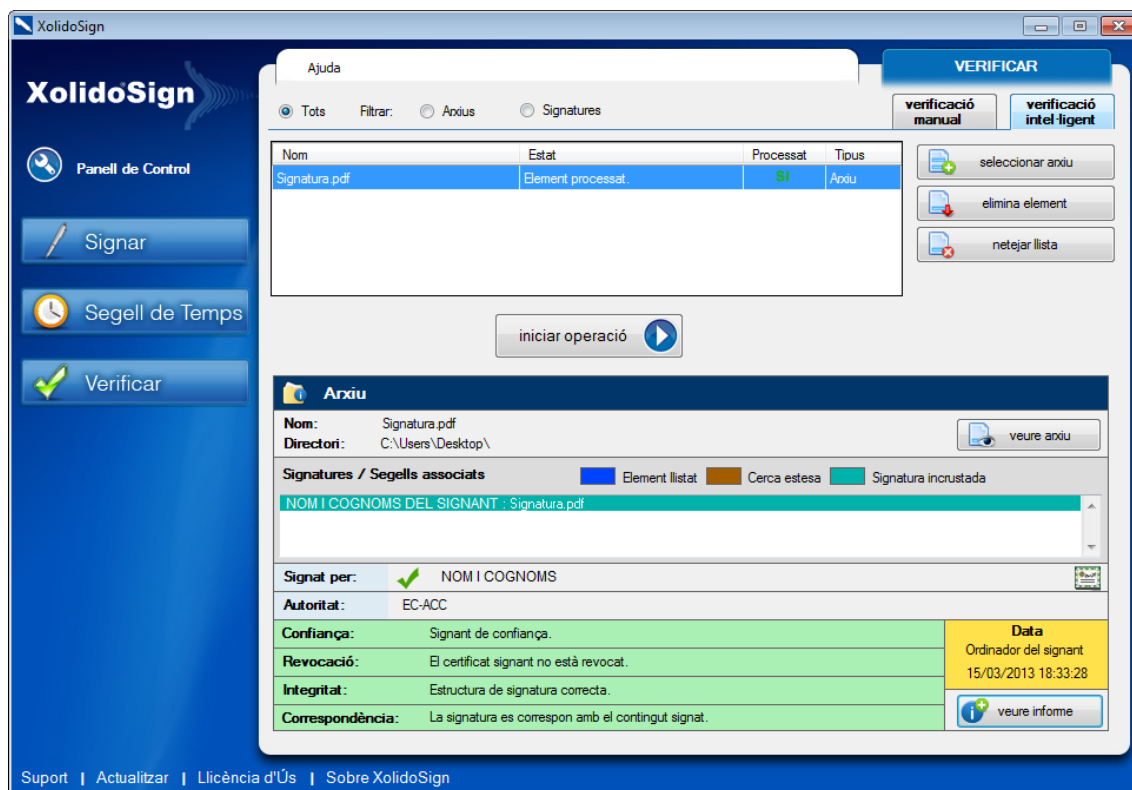 XolidoSign
Ajuda
VERIFICAR
XolidoSign
Tots Filtrar: Arxius Signatures
verificació manual
verificació intel·ligent
Panell de Control
Nom Estat Processat Tipus
Signatura.pdf Element processat. SI Arxiu
seleccionar arxiu
elimina element
netejar llista
Signar
Segell de Temps
Verificar
iniciar operació
Arxiu
Nom: Signatura.pdf
Directori: C:\Users\Desktop\
veure arxiu
Signatures / Segells associats Element llistat Cerca estesa Signatura incrustada
NOM I COGNOMS DEL SIGNANT : Signatura.pdf
Signat per: NOM I COGNOMS
Autoritat: EC-ACC
Confiança: Signant de confiança.
Revocació: El certificat signant no està revocat.
Integritat: Estructura de signatura correcta.
Correspondència: La signatura es correspon amb el contingut signat.
Data
Ordinador del signant
15/03/2013 18:33:28
veure informe
Suport | Actualitzar | Llicència d'Ús | Sobre XolidoSign